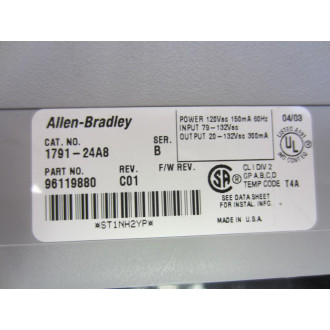 Allen-Bradley
CAT. NO. SER.
1791-24A8 B
PART NO. REV. F/W REV.
96119880 C01
*ST1NH2YP*
POWER 120Vac 150mA 60Hz
INPUT 79-132Vac
OUTPUT 20-132Vac 300mA
04/03
UL
LISTED
CL I DIV 2
GP A,B,C,D
TEMP CODE T4A
SEE DATA SHEET
FOR INSTAL. INFO.
MADE IN U.S.A.